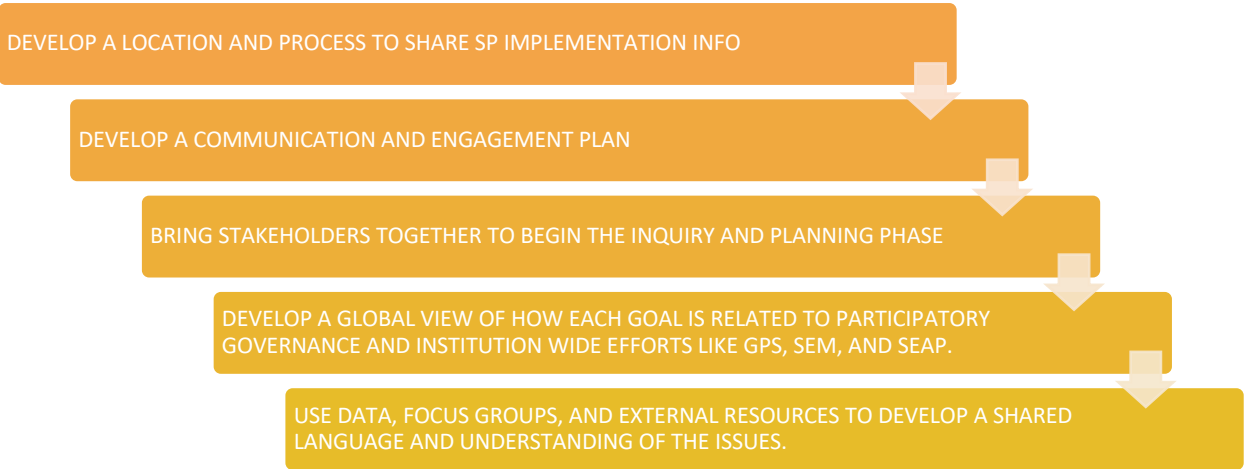 DEVELOP A LOCATION AND PROCESS TO SHARE SP IMPLEMENTATION INFO
DEVELOP A COMMUNICATION AND ENGAGEMENT PLAN
BRING STAKEHOLDERS TOGETHER TO BEGIN THE INQUIRY AND PLANNING PHASE
DEVELOP A GLOBAL VIEW OF HOW EACH GOAL IS RELATED TO PARTICIPATORY
GOVERNANCE AND INSTITUTION WIDE EFFORTS LIKE GPS, SEM, AND SEAP.
USE DATA, FOCUS GROUPS, AND EXTERNAL RESOURCES TO DEVELOP A SHARED
LANGUAGE AND UNDERSTANDING OF THE ISSUES.